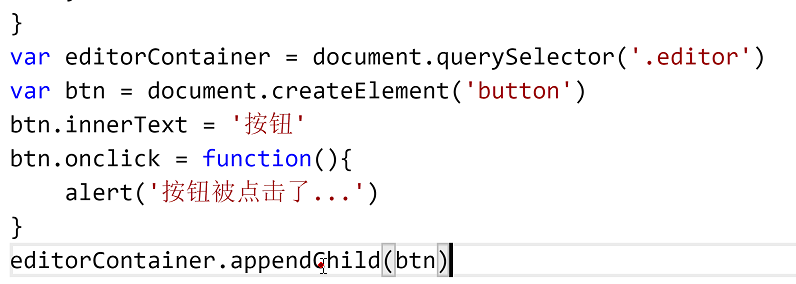 }
var editorContainer = document.querySelector('.editor')
var btn = document.createElement('button')
btn.innerText = '按钮'
btn.onclick = function(){
    alert('按钮被点击了...')
}
editorContainer.appendChild(btn)